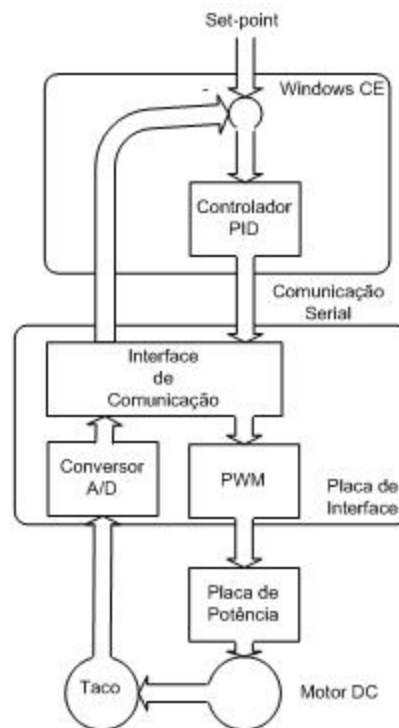 Set-point
-
Windows CE
Controlador
PID
Comunicação
Serial
Interface
de
Comunicação
Conversor
A/D
PWM
Placa de
Interface
Placa de
Potência
Taco
Motor DC